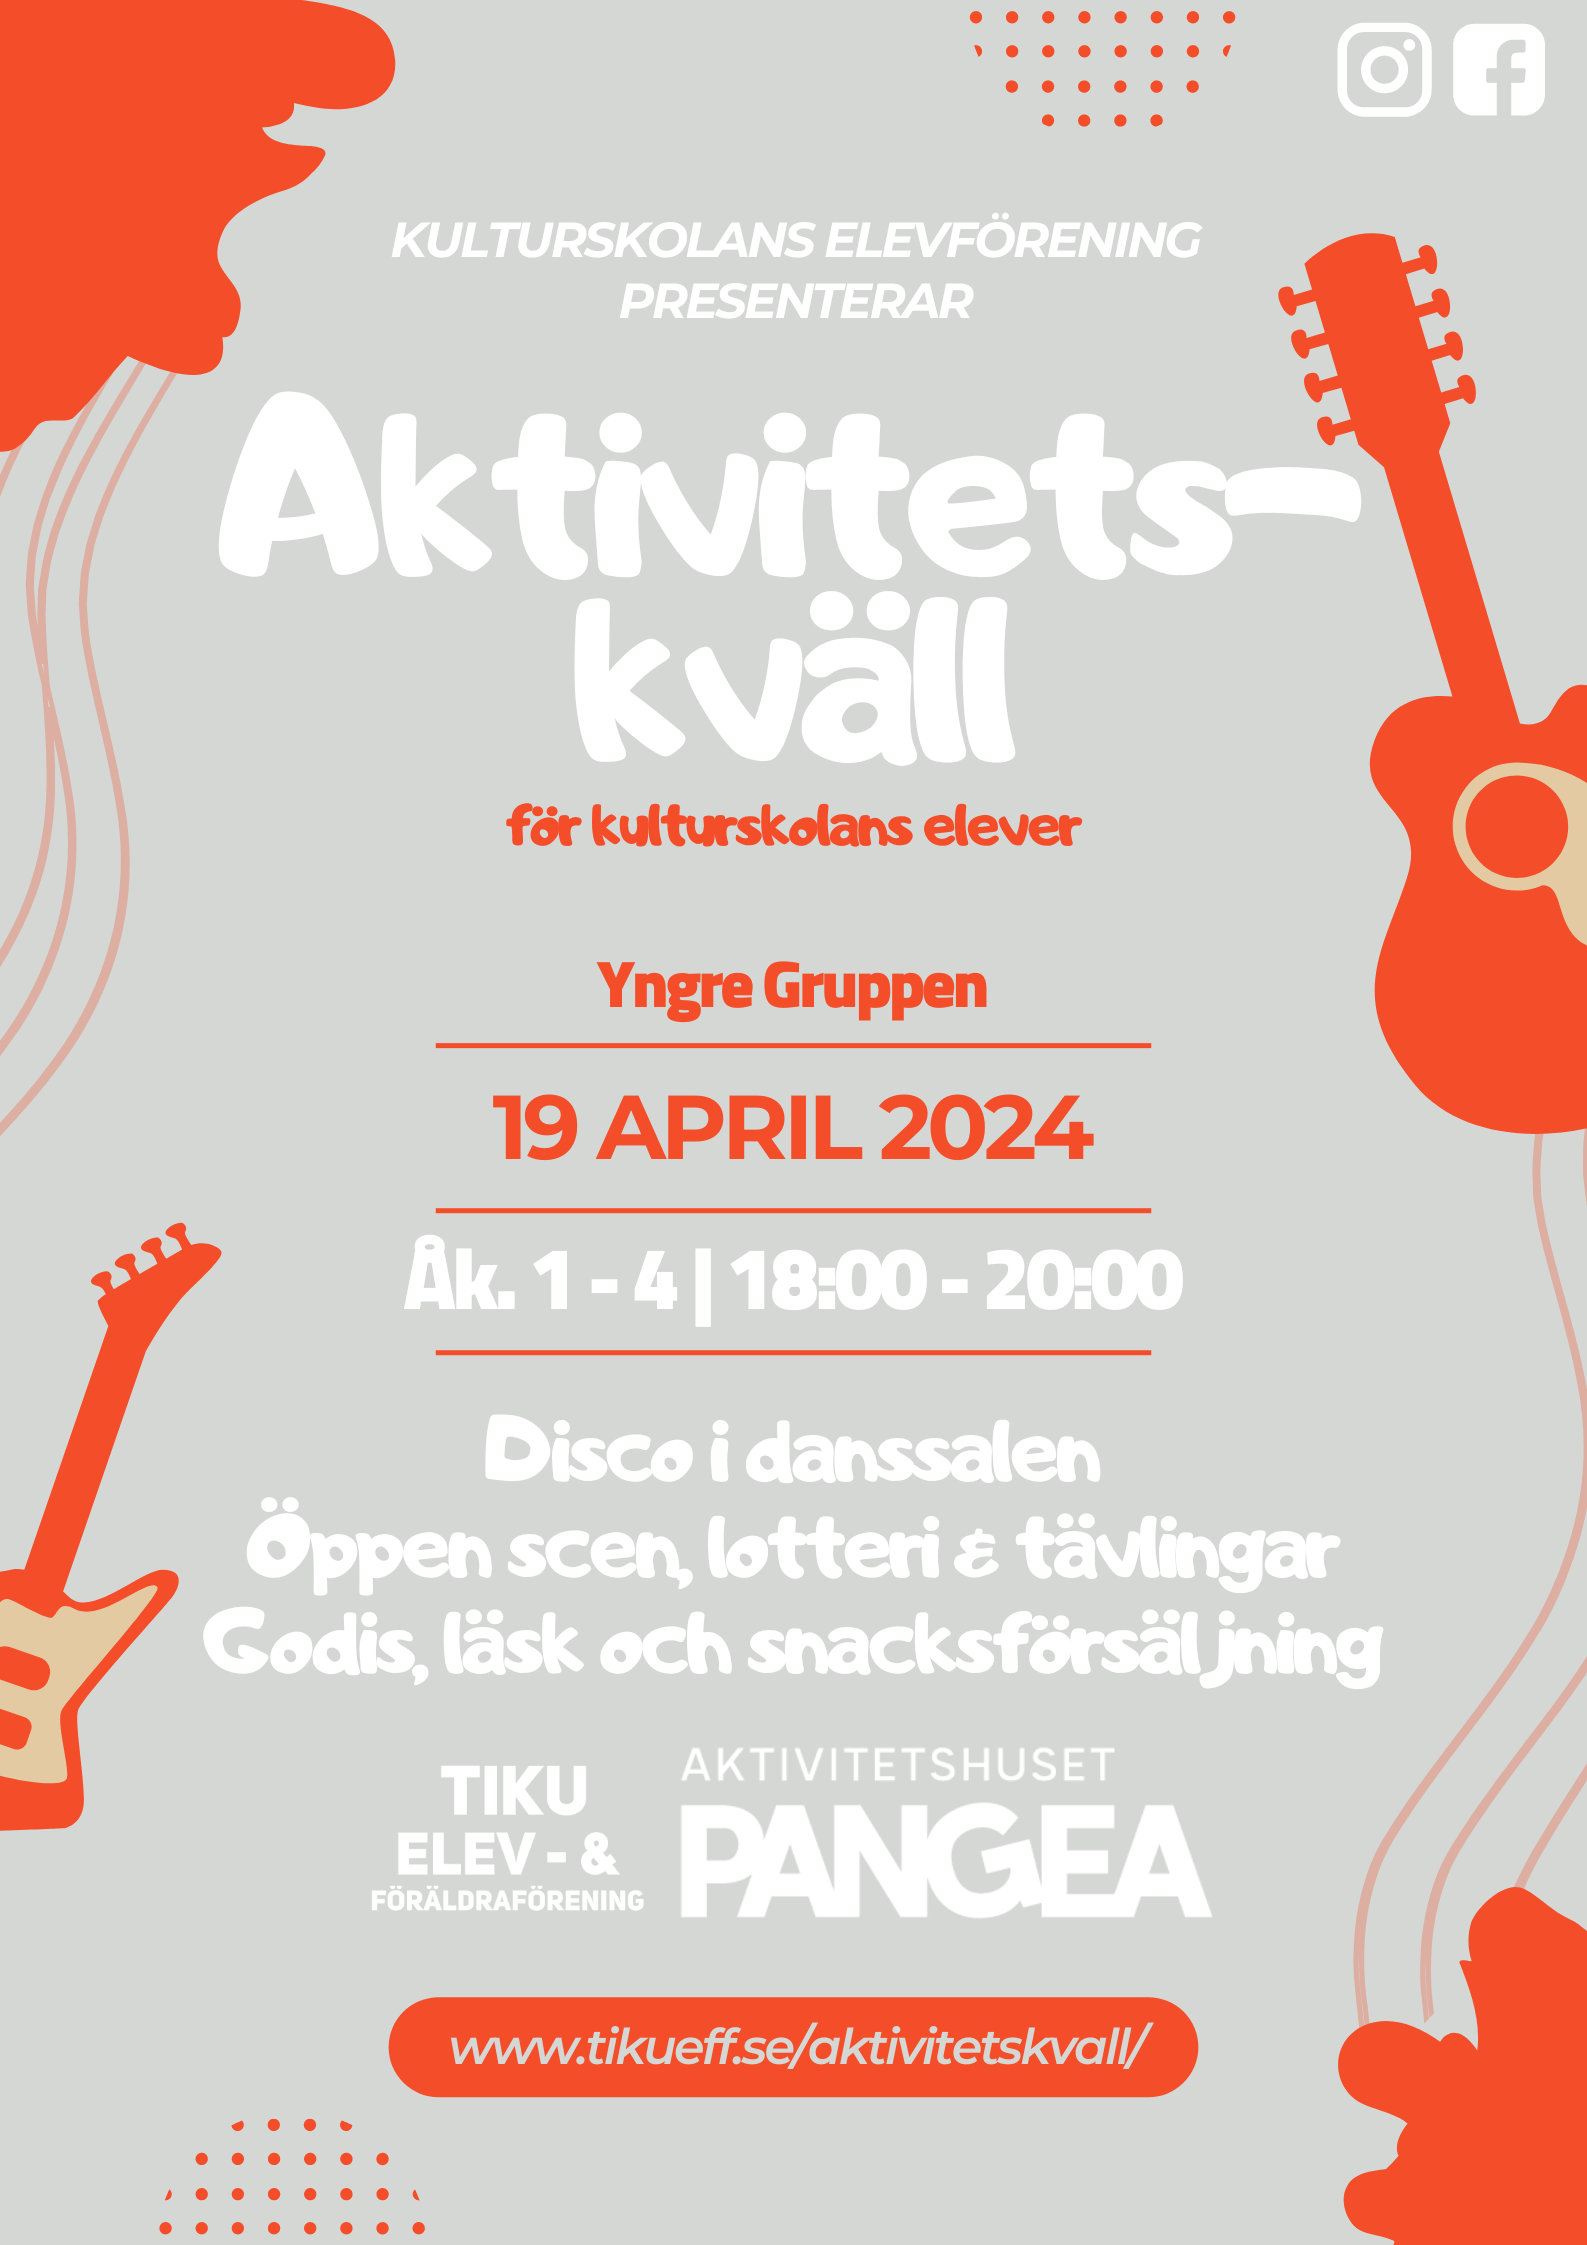 KULTURSKOLANS ELEVFÖRENING
PRESENTERAR
Aktivitets-
kväll
för kulturskolans elever
Yngre Gruppen
19 APRIL 2024
Åk. 1 - 4 | 18:00 - 20:00
Disco i danssalen
Öppen scen, lotteri & tävlingar
Godis, läsk och snacksförsäljning
TIKU
ELEV - &
FÖRÄLDRAFÖRENING
AKTIVITETSHUSET
PANGEA
www.tikueff.se/aktivitetskvall/